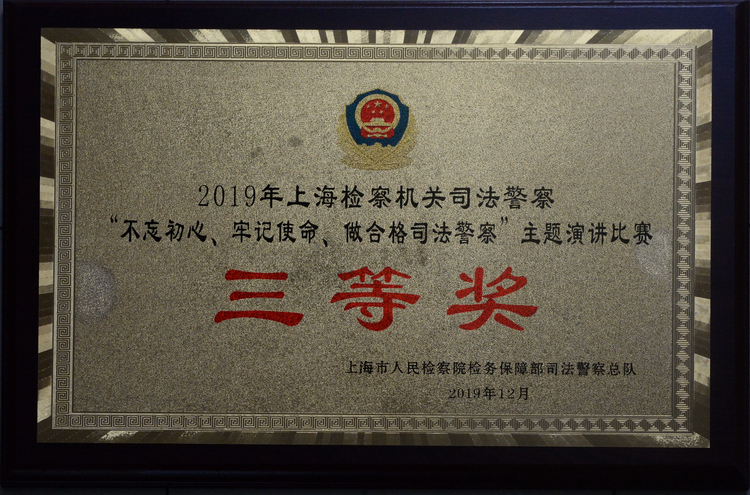 2019年上海检察机关司法警察
“不忘初心、牢记使命、做合格司法警察”主题演讲比赛
三等奖
上海市人民检察院检务保障部司法警察总队
2019年12月